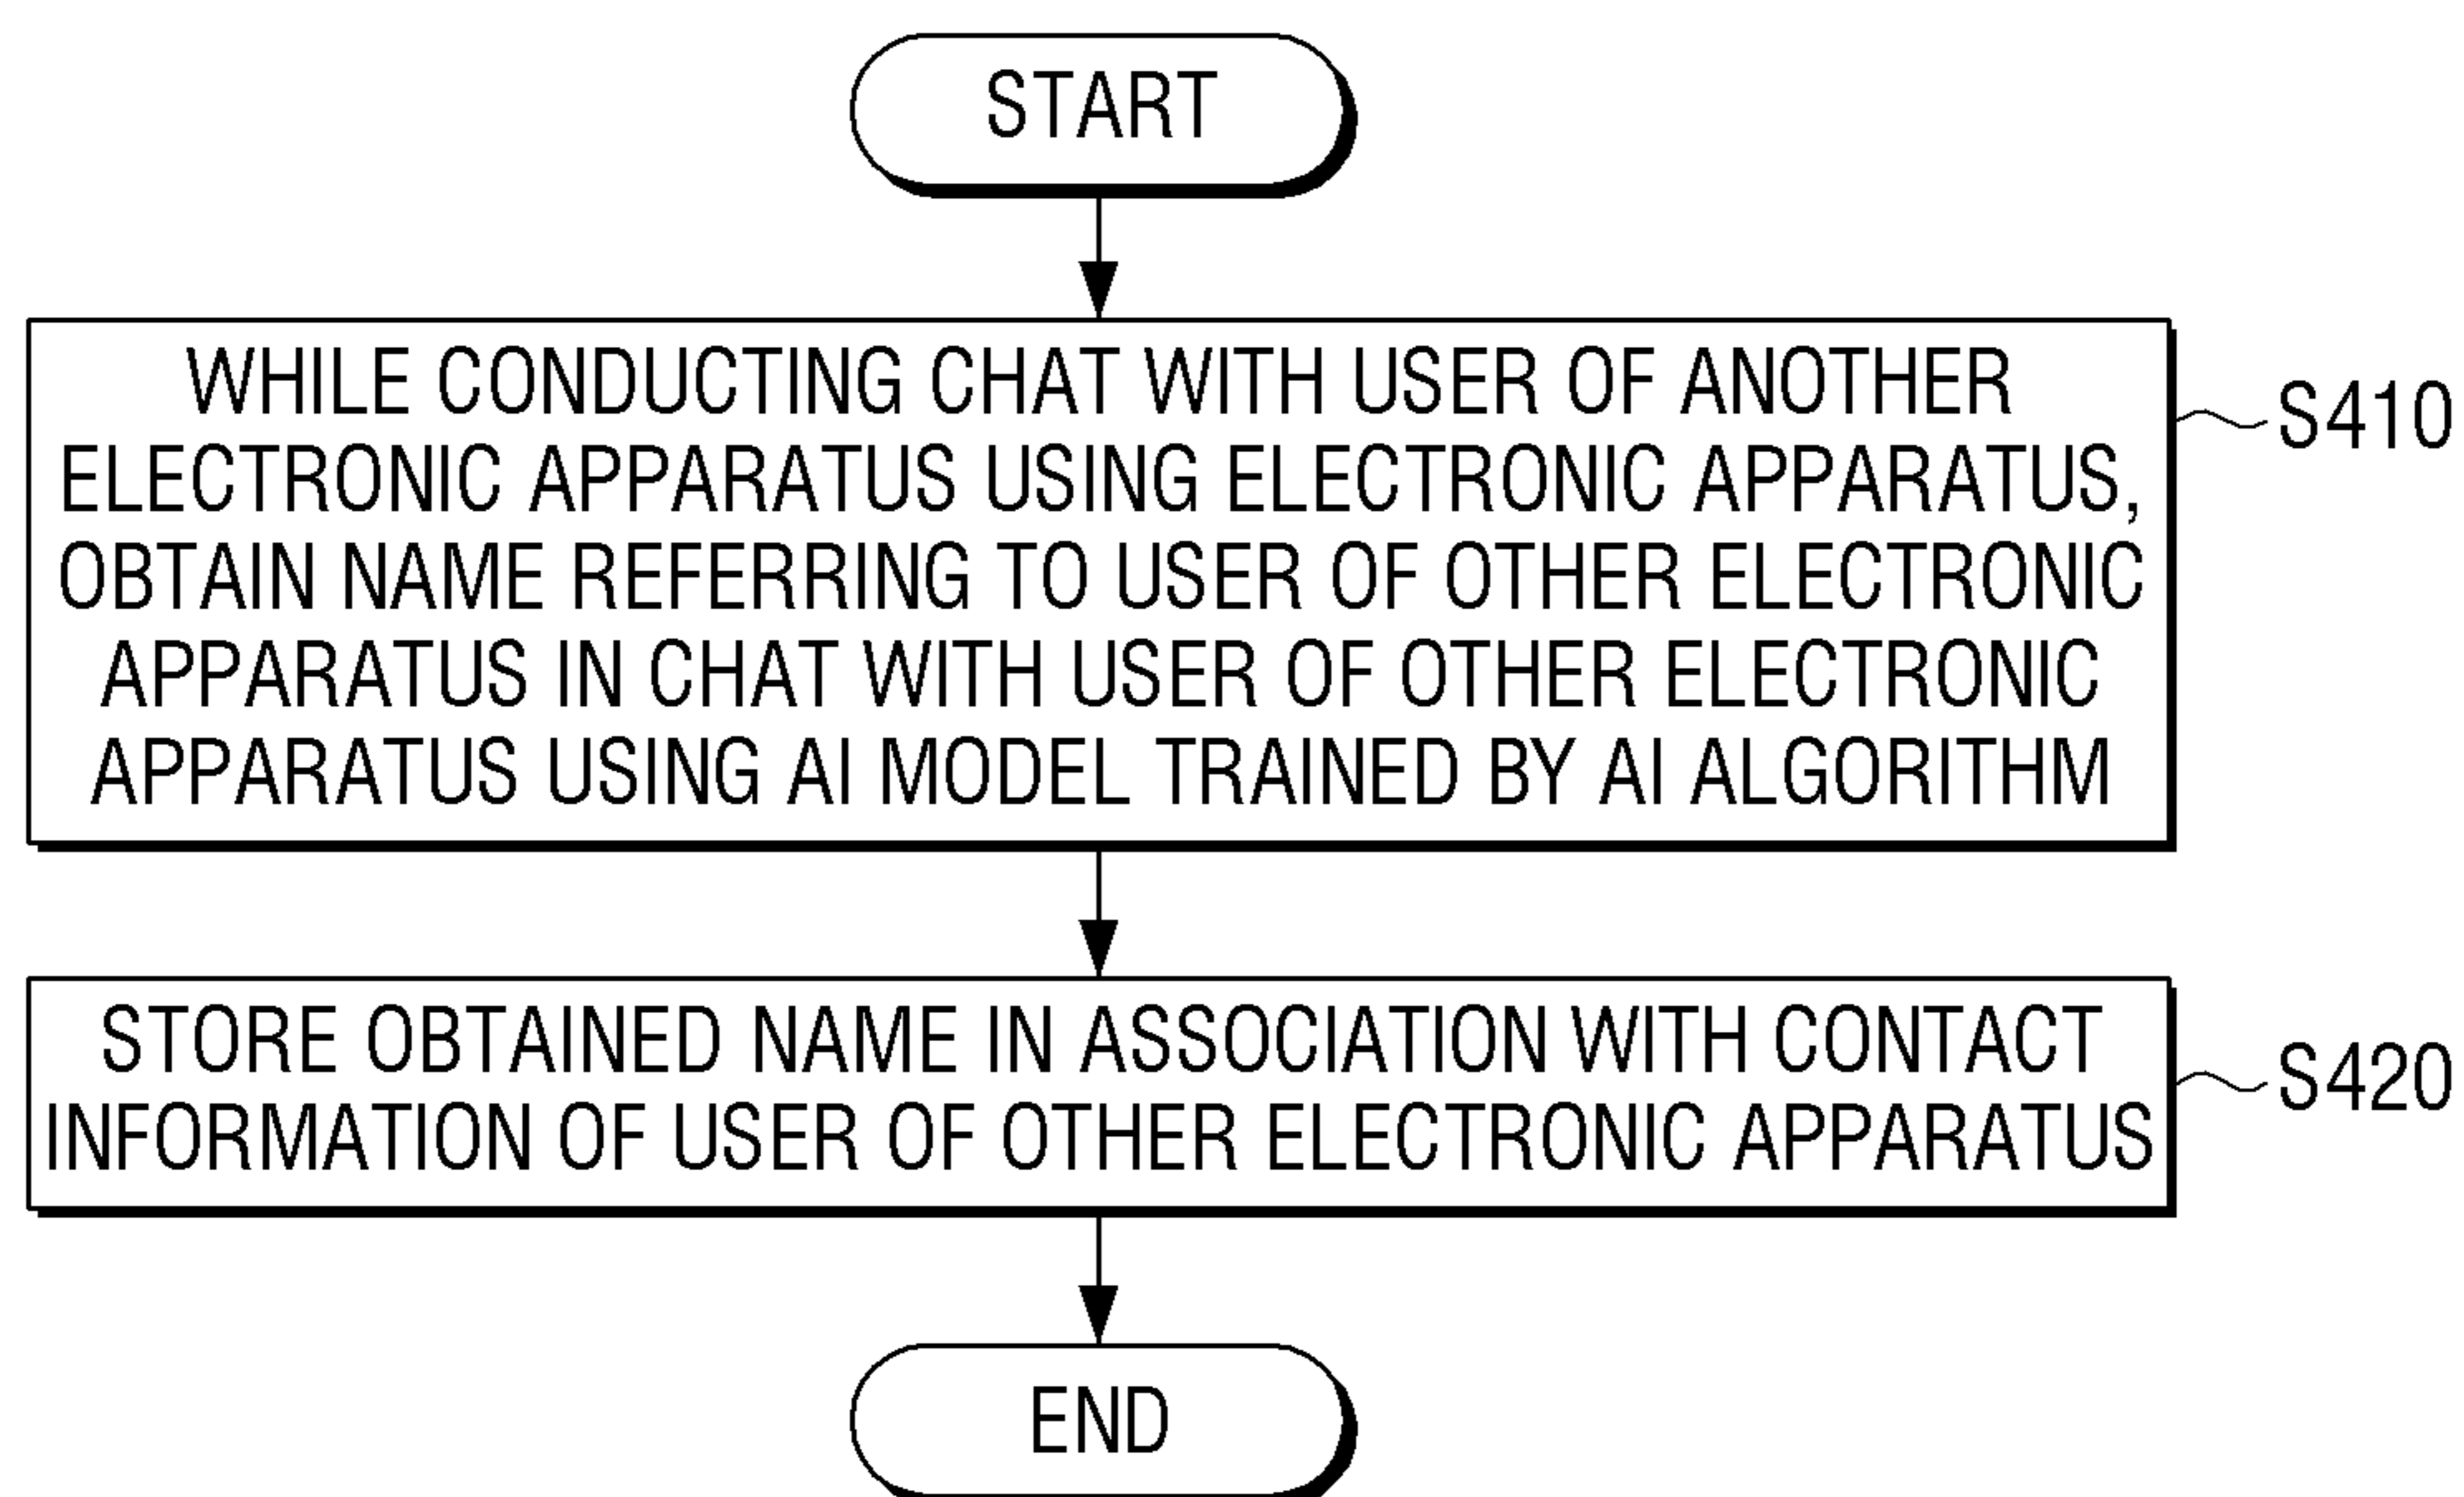 START
WHILE CONDUCTING CHAT WITH USER OF ANOTHER
ELECTRONIC APPARATUS USING ELECTRONIC APPARATUS,
OBTAIN NAME REFERRING TO USER OF OTHER ELECTRONIC
APPARATUS IN CHAT WITH USER OF OTHER ELECTRONIC
APPARATUS USING AI MODEL TRAINED BY AI ALGORITHM
S410
STORE OBTAINED NAME IN ASSOCIATION WITH CONTACT
INFORMATION OF USER OF OTHER ELECTRONIC APPARATUS
S420
END